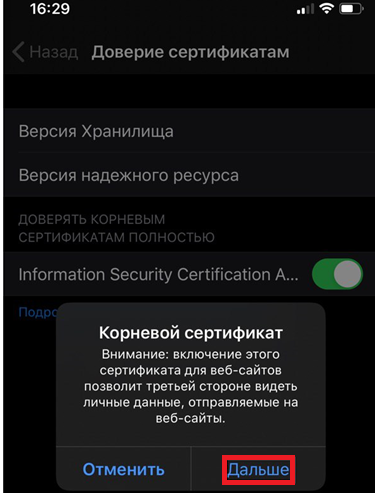 16:29
Назад Доверие сертификатам
Версия Хранилища
Версия надежного ресурса
ДОВЕРЯТЬ КОРНЕВЫМ
СЕРТИФИКАТАМ ПОЛНОСТЬЮ
Information Security Certification A...
Подро
Корневой сертификат
Внимание: включение этого
сертификата для веб-сайтов
позволит третьей стороне видеть
личные данные, отправляемые на
веб-сайты.
Отменить Дальше